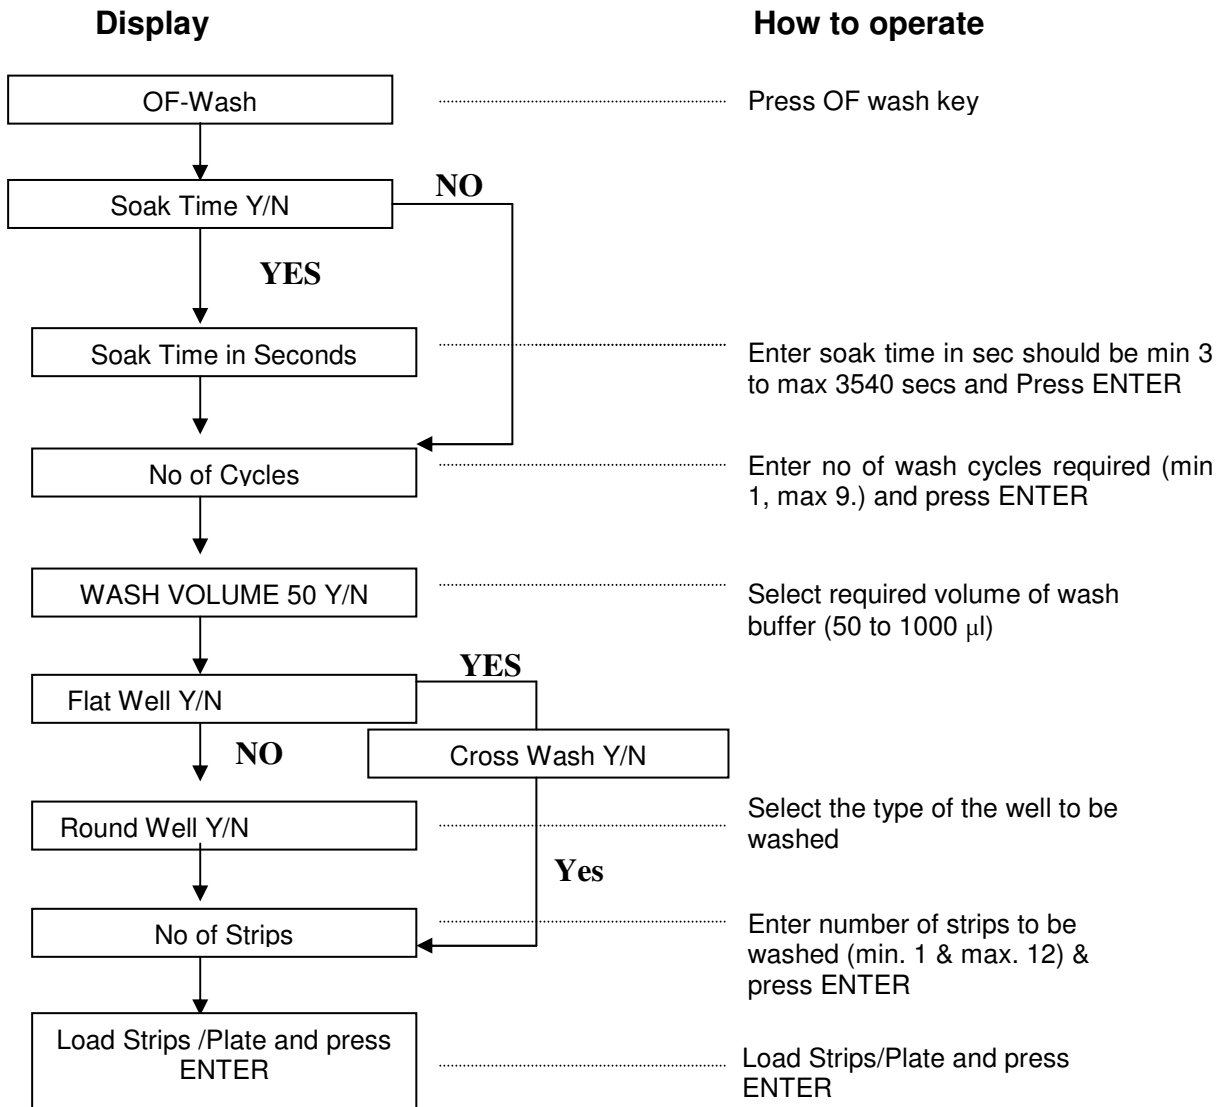 Display
How to operate
OF-Wash
Press OF wash key
Soak Time Y/N
NO
YES
Soak Time in Seconds
Enter soak time in sec should be min 3
to max 3540 secs and Press ENTER
No of Cycles
Enter no of wash cycles required (min
1, max 9.) and press ENTER
WASH VOLUME 50 Y/N
Select required volume of wash
buffer (50 to 1000 μl)
YES
Flat Well Y/N
NO
Cross Wash Y/N
Round Well Y/N
Select the type of the well to be
washed
Yes
No of Strips
Enter number of strips to be
washed (min. 1 & max. 12) &
press ENTER
Load Strips /Plate and press
ENTER
Load Strips/Plate and press
ENTER